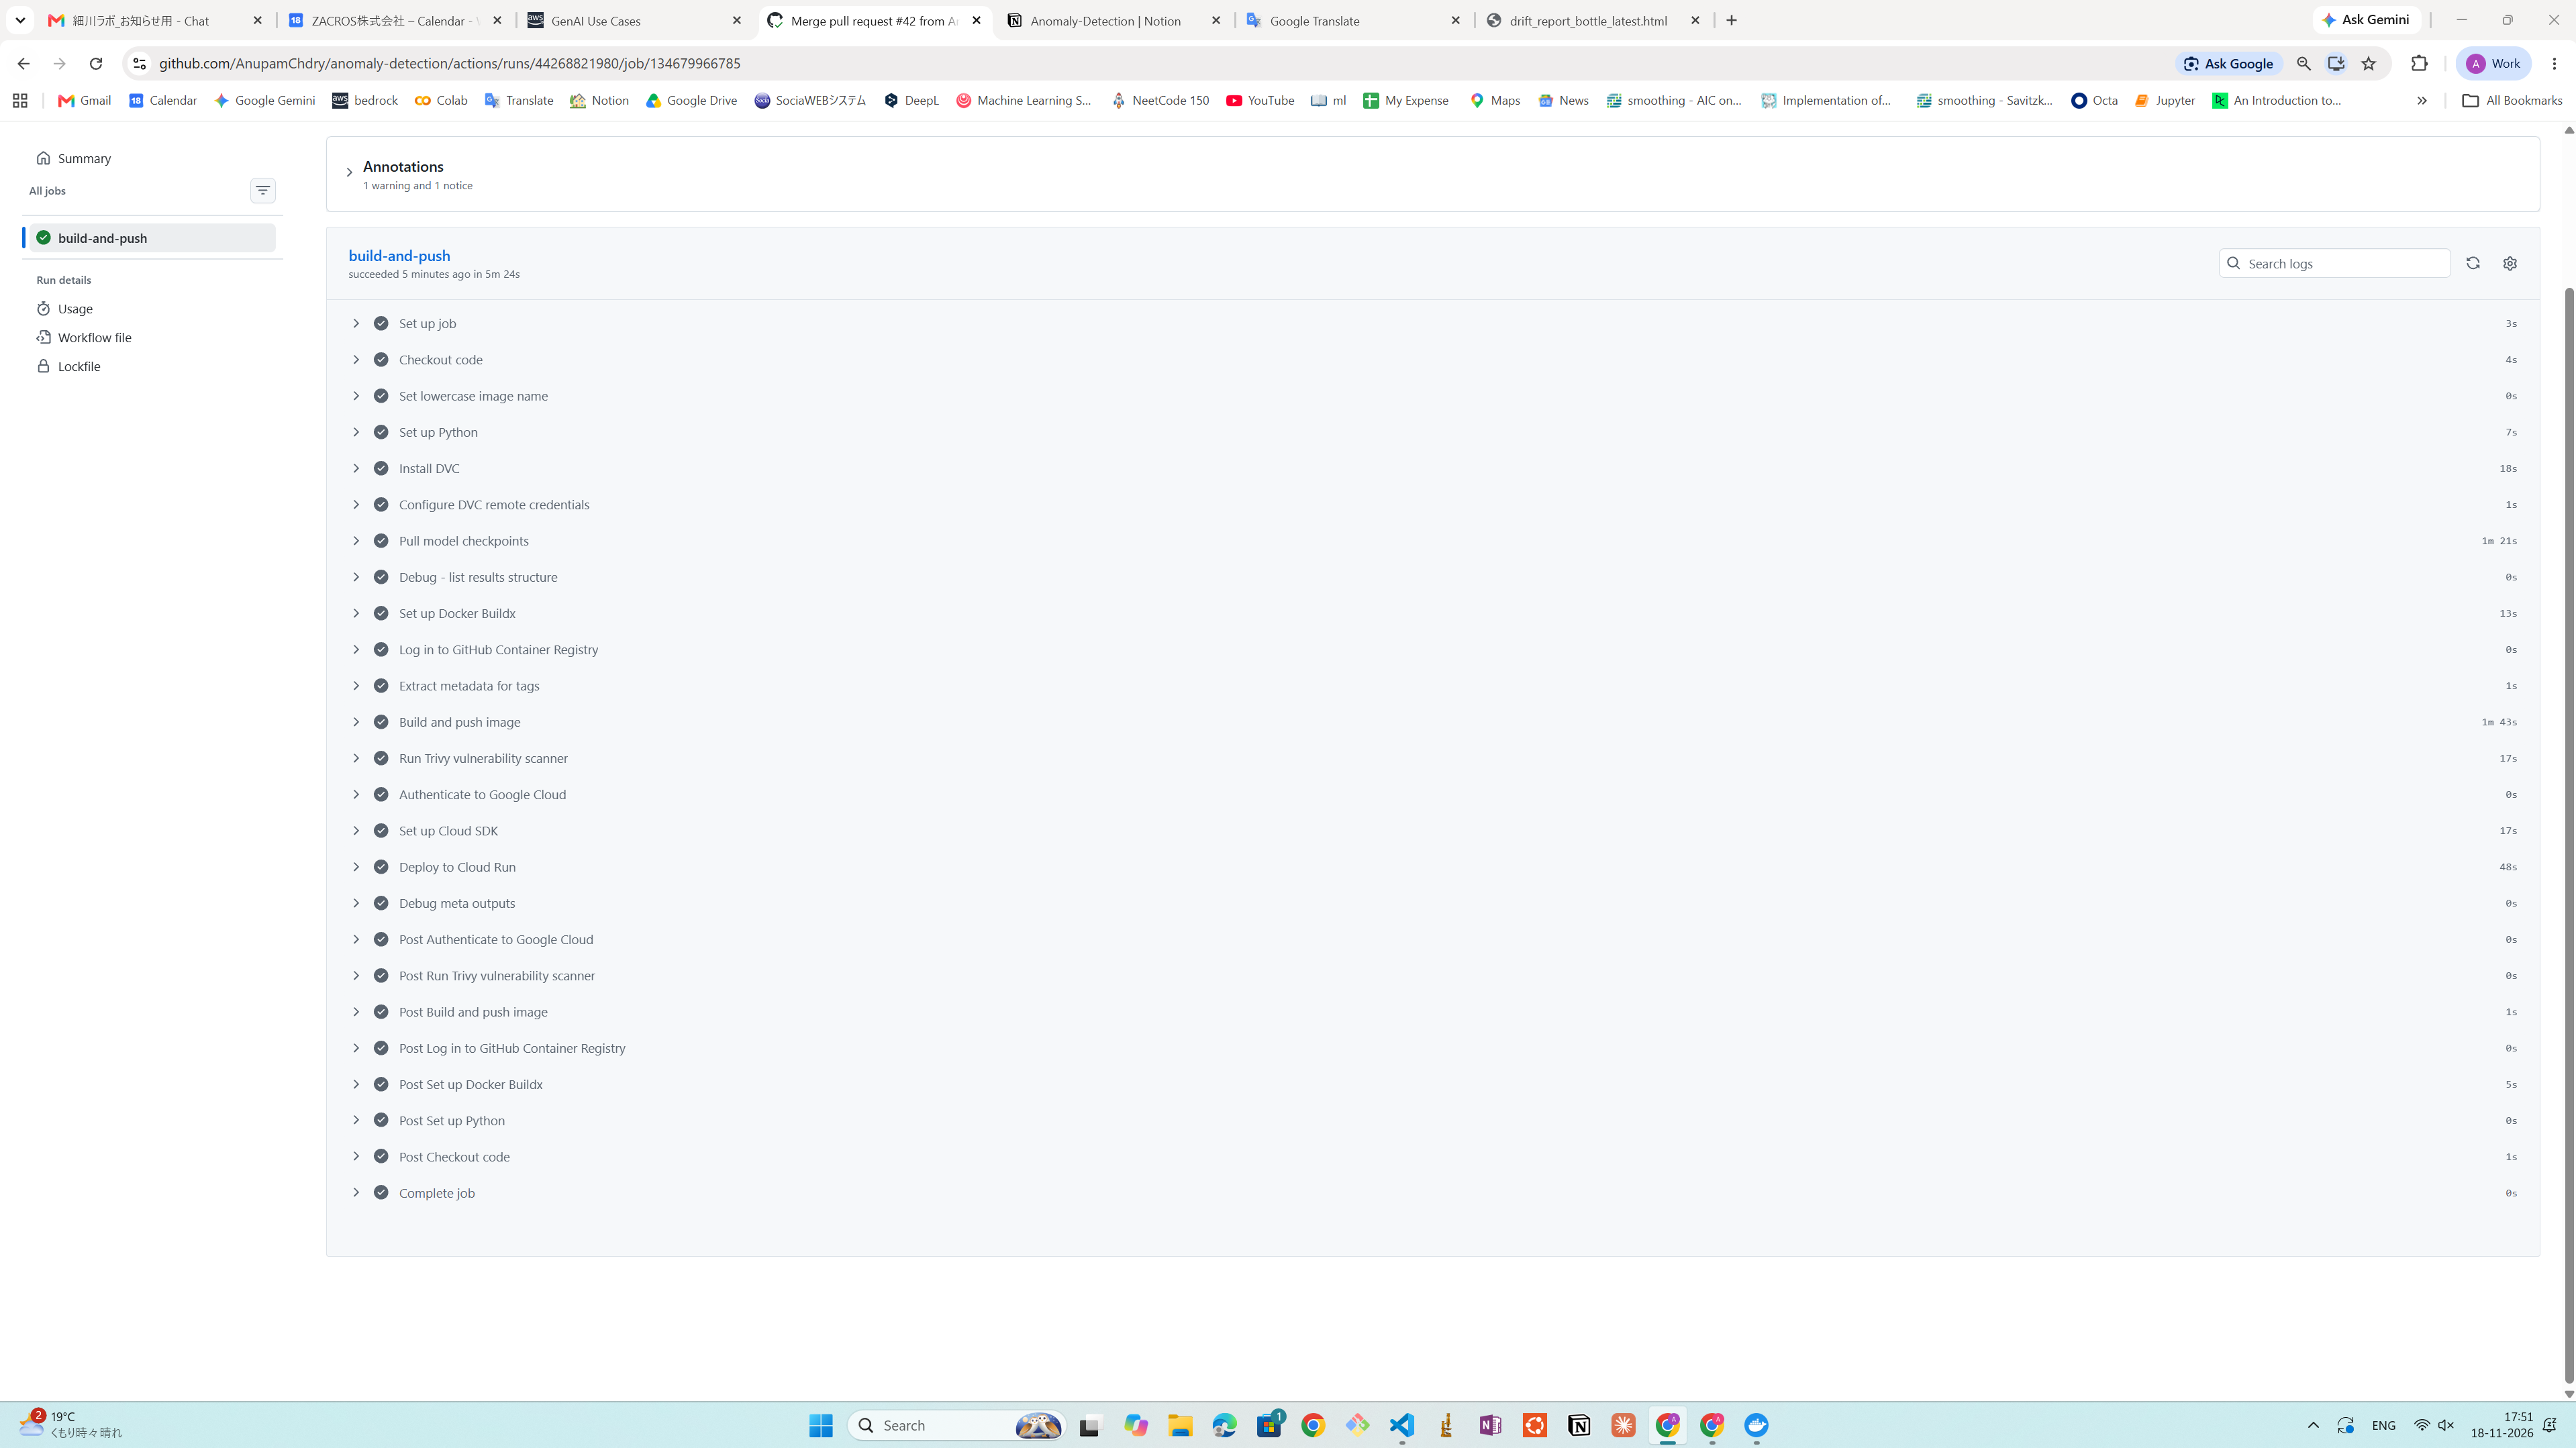 細川ラボ_お知らせ用 - Chat
ZACROS株式会社 – Calendar -
GenAI Use Cases
Merge pull request #42 from
Anomaly-Detection | Notion
Google Translate
drift_report_bottle_latest.html
Ask Gemini
github.com/AnupamChdry/anomaly-detection/actions/runs/44268821980/job/134679966785
Ask Google
A Work
Gmail
18 Calendar
Google Gemini
aws bedrock
Colab
Translate
Notion
Google Drive
SociaWEBシステム
DeepL
Machine Learning S...
NeetCode 150
YouTube
ml
My Expense
Maps
News
smoothing - AIC on...
Implementation of...
smoothing - Savitzk...
Octa
Jupyter
An Introduction to...
All Bookmarks
Summary
All jobs
build-and-push
Run details
Usage
Workflow file
Lockfile
Annotations
1 warning and 1 notice
build-and-push
succeeded 5 minutes ago in 5m 24s
Search logs
Set up job 3s
Checkout code 4s
Set lowercase image name 0s
Set up Python 7s
Install DVC 18s
Configure DVC remote credentials 1s
Pull model checkpoints 1m 21s
Debug - list results structure 0s
Set up Docker Buildx 13s
Log in to GitHub Container Registry 0s
Extract metadata for tags 1s
Build and push image 1m 43s
Run Trivy vulnerability scanner 17s
Authenticate to Google Cloud 0s
Set up Cloud SDK 17s
Deploy to Cloud Run 48s
Debug meta outputs 0s
Post Authenticate to Google Cloud 0s
Post Run Trivy vulnerability scanner 0s
Post Build and push image 1s
Post Log in to GitHub Container Registry 0s
Post Set up Docker Buildx 5s
Post Set up Python 0s
Post Checkout code 1s
Complete job 0s
2
19°C
くもり時々晴れ
Search
1
ENG
17:51
18-11-2026